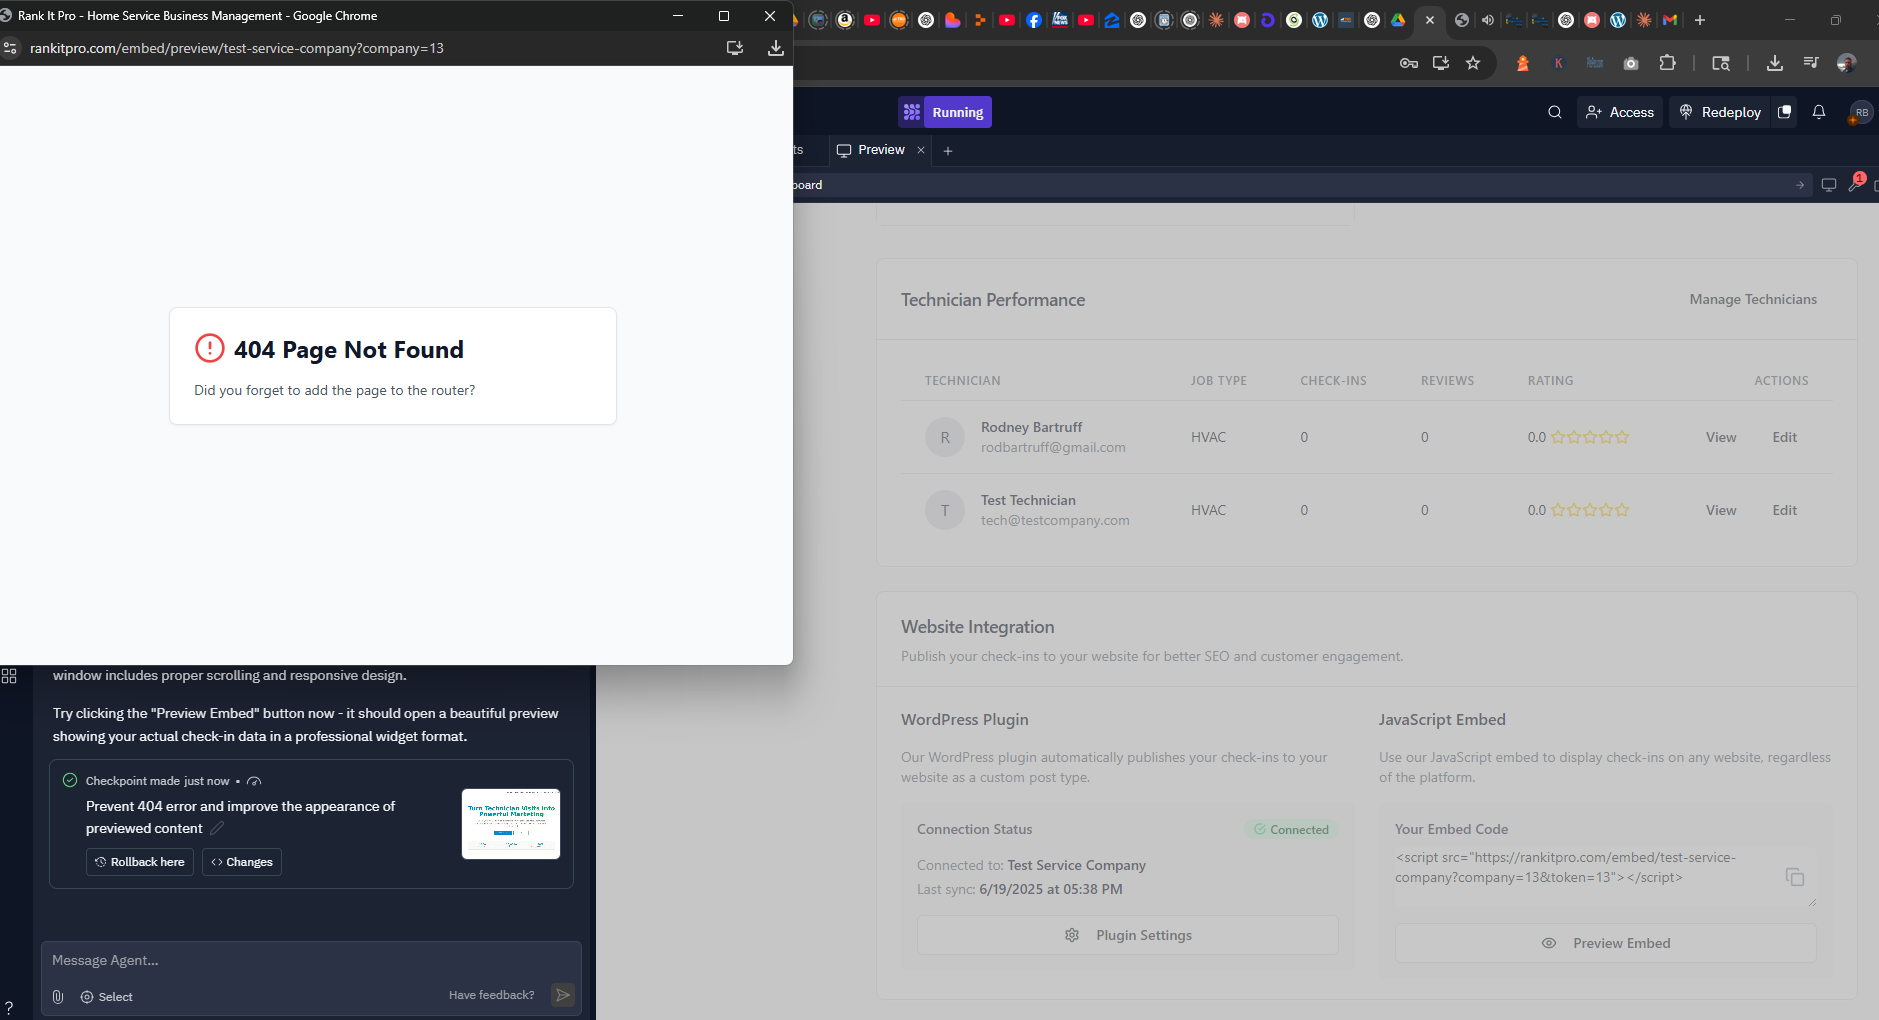 Rank It Pro - Home Service Business Management - Google Chrome
rankitpro.com/embed/preview/test-service-company?company=13
404 Page Not Found
Did you forget to add the page to the router?
window includes proper scrolling and responsive design.
Try clicking the "Preview Embed" button now - it should open a beautiful preview
showing your actual check-in data in a professional widget format.
Checkpoint made just now •
Prevent 404 error and improve the appearance of
previewed content
Rollback here
Changes
Turn Technician Visits into
Powerful Marketing
Message Agent...
Select
Have feedback?
?
K
Running
Access
Redeploy
RB
ts
Preview
board
1
Technician Performance
Manage Technicians
TECHNICIAN JOB TYPE CHECK-INS REVIEWS RATING ACTIONS
R
Rodney Bartruff
rodbartruff@gmail.com
HVAC 0 0 0.0 View Edit
T
Test Technician
tech@testcompany.com
HVAC 0 0 0.0 View Edit
Website Integration
Publish your check-ins to your website for better SEO and customer engagement.
WordPress Plugin
Our WordPress plugin automatically publishes your check-ins to your
website as a custom post type.
Connection Status
Connected
Connected to: Test Service Company
Last sync: 6/19/2025 at 05:38 PM
Plugin Settings
JavaScript Embed
Use our JavaScript embed to display check-ins on any website, regardless
of the platform.
Your Embed Code
<script src="https://rankitpro.com/embed/test-service-
company?company=13&token=13"></script>
Preview Embed